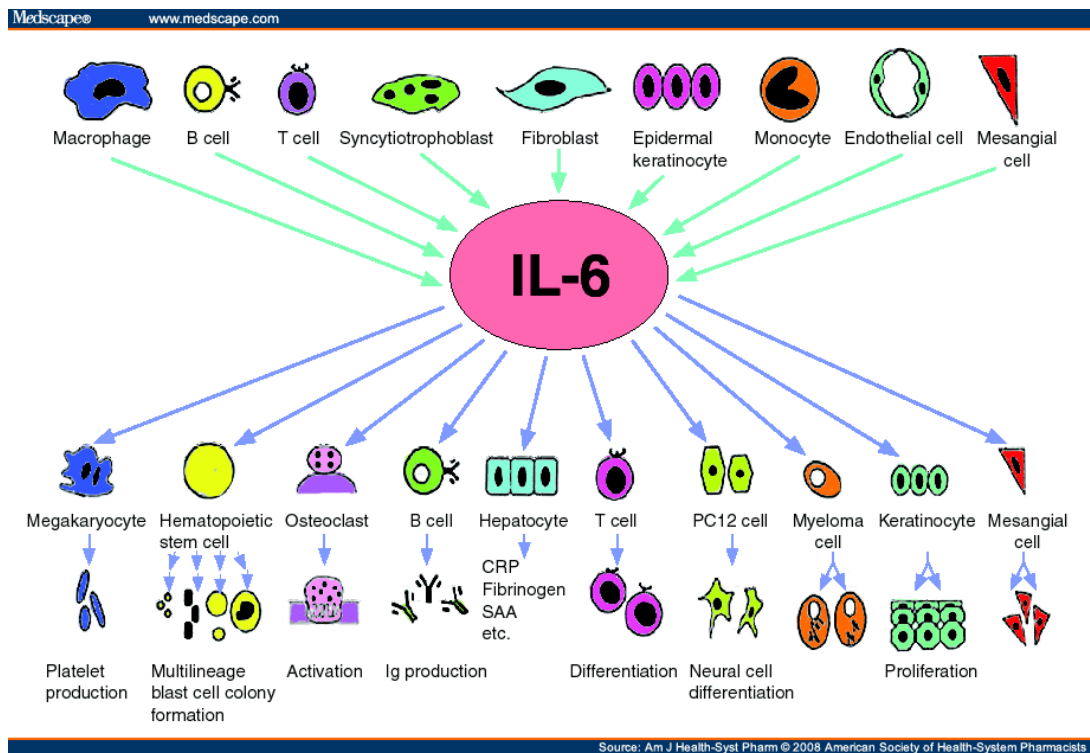 Medscape® www.medscape.com
Macrophage
B cell
T cell
Syncytiotrophoblast
Fibroblast
Epidermal
keratinocyte
Monocyte
Endothelial cell
Mesangial
cell
IL-6
Megakaryocyte
Hematopoietic
stem cell
Osteoclast
B cell
Hepatocyte
T cell
PC12 cell
Myeloma
cell
Keratinocyte
Mesangial
cell
CRP
Fibrinogen
SAA
etc.
Platelet
production
Multilineage
blast cell colony
formation
Activation
Ig production
Differentiation
Neural cell
differentiation
Proliferation
Source: Am J Health-Syst Pharm © 2008 American Society of Health-System Pharmacists